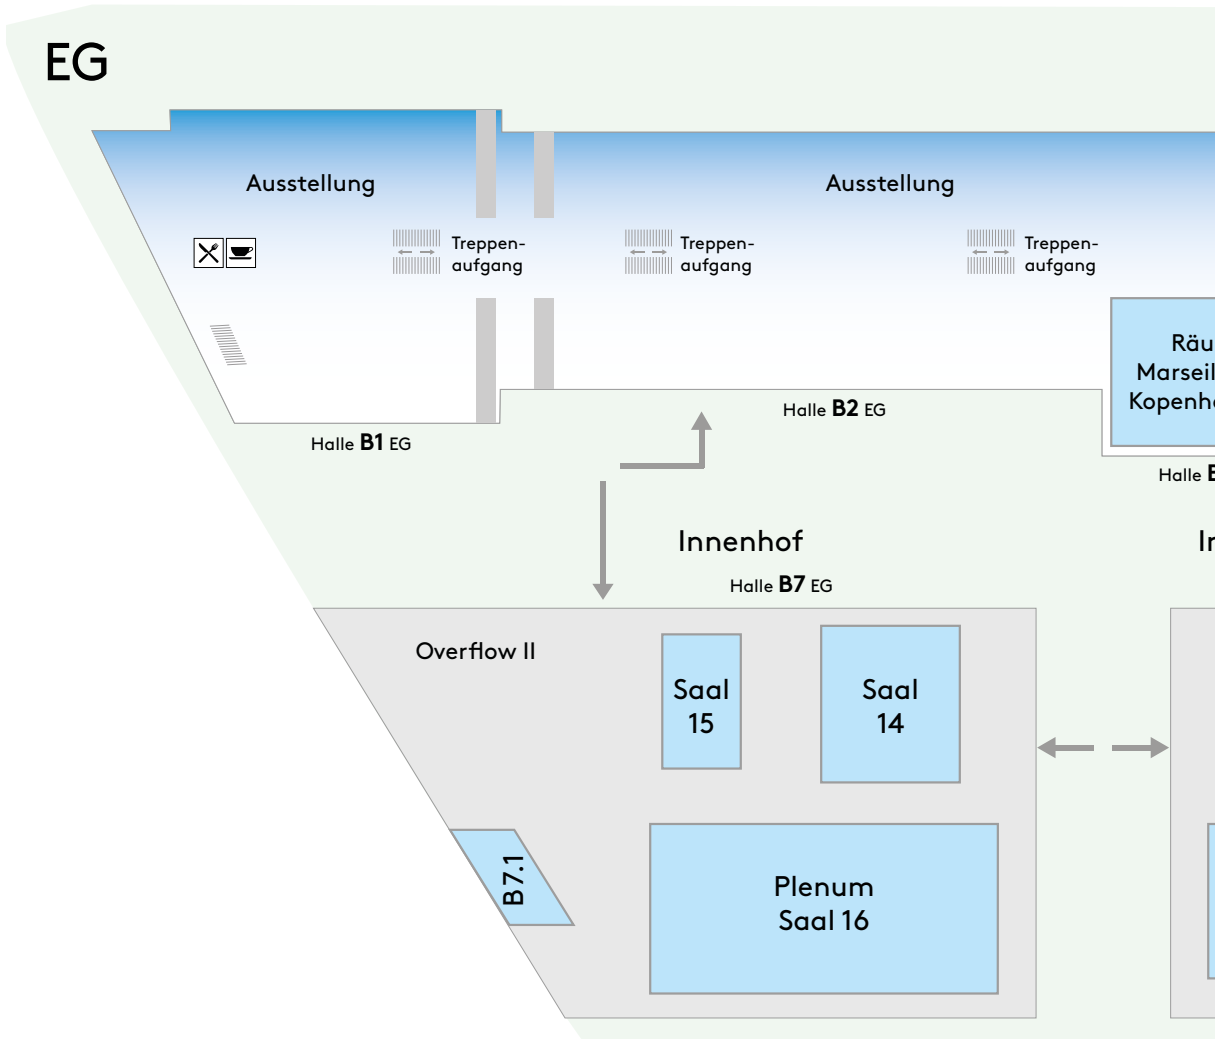 EG
Ausstellung
Ausstellung
Treppen-
aufgang
Treppen-
aufgang
Treppen-
aufgang
Halle B2 EG
Halle B1 EG
Halle
Innenhof
Halle B7 EG
Overflow II
Saal
15
Saal
14
B7.1
Plenum
Saal 16